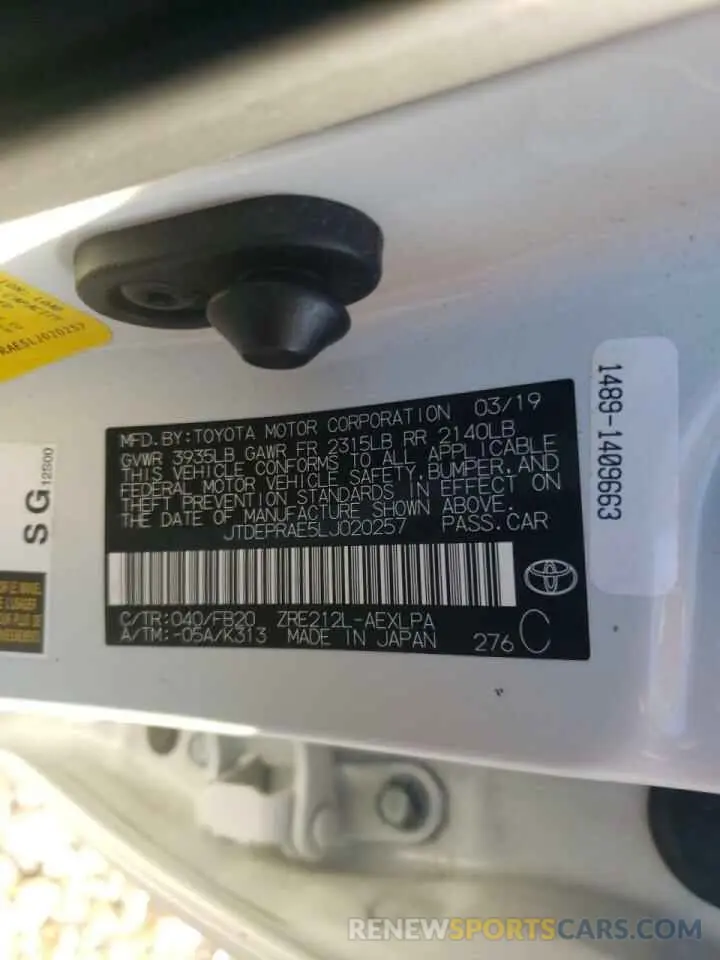 MFD.BY:TOYOTA MOTOR CORPORATION 03/19
GVWR 3935LB GAWR FR 2315LB RR 2140LB
THIS VEHICLE CONFORMS TO ALL APPLICABLE
FEDERAL MOTOR VEHICLE SAFETY,BUMPER,AND
THEFT PREVENTION STANDARDS IN EFFECT ON
THE DATE OF MANUFACTURE SHOWN ABOVE.
JTDEPRAE5LJ020257 PASS.CAR
C/TR:040/FB20 ZRE212L-AEXLPA
A/TM:-05A/K313 MADE IN JAPAN 276 C
1489-1409663
SG 12S00
RAE5LJ020257
RENEWSPORTSCARS.COM